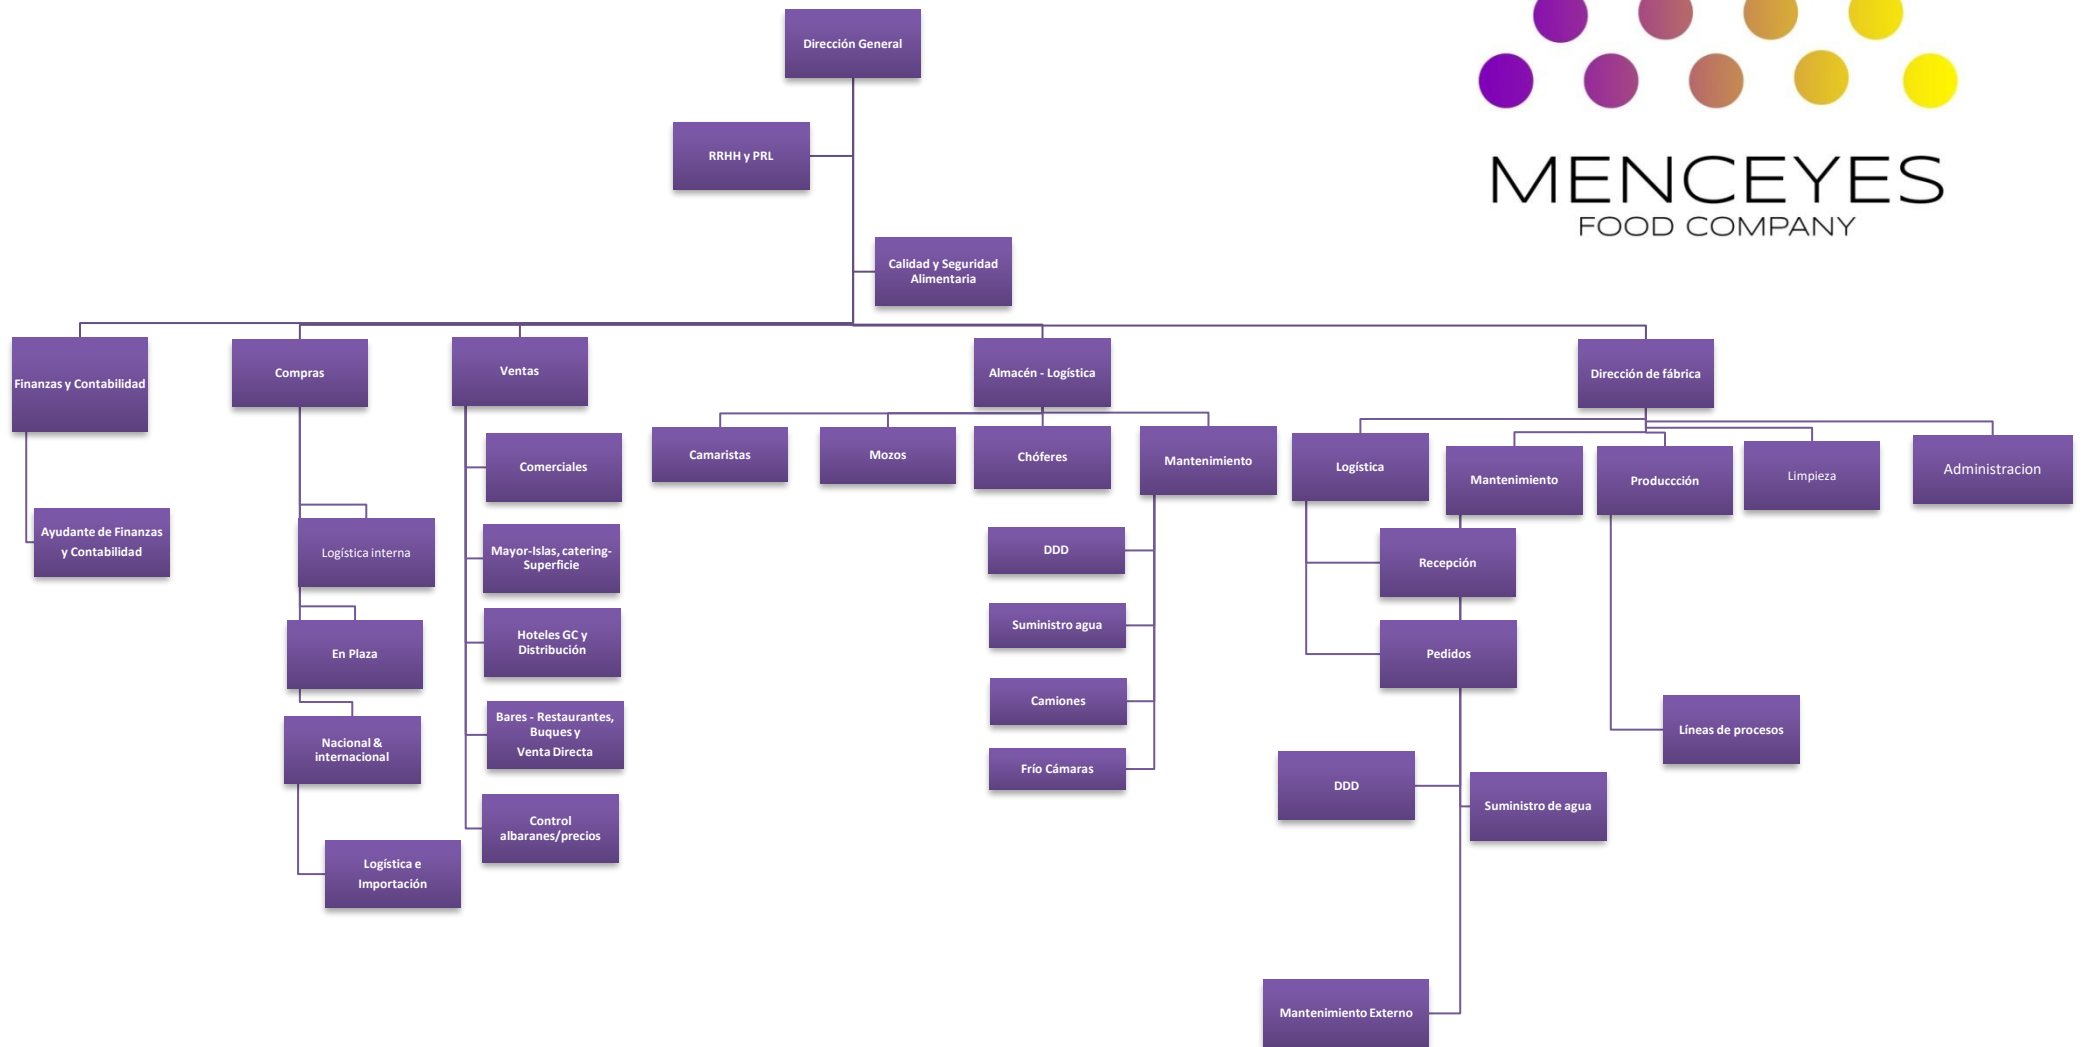 Dirección General
MENCEYES
FOOD COMPANY
RRHH y PRL
Calidad y Seguridad
Alimentaria
Finanzas y Contabilidad
Compras
Ventas
Almacén - Logística
Dirección de fábrica
Ayudante de Finanzas
y Contabilidad
Logística interna
En Plaza
Nacional &
internacional
Logística e
Importación
Comerciales
Mayor-Islas, catering-
Superficie
Hoteles GC y
Distribución
Bares - Restaurantes,
Buques y
Venta Directa
Control
albaranes/precios
Camaristas
Mozos
Chóferes
Mantenimiento
DDD
Suministro agua
Camiones
Frío Cámaras
Logística
Mantenimiento
Produccción
Limpieza
Administracion
Recepción
Pedidos
Líneas de procesos
DDD
Suministro de agua
Mantenimiento Externo